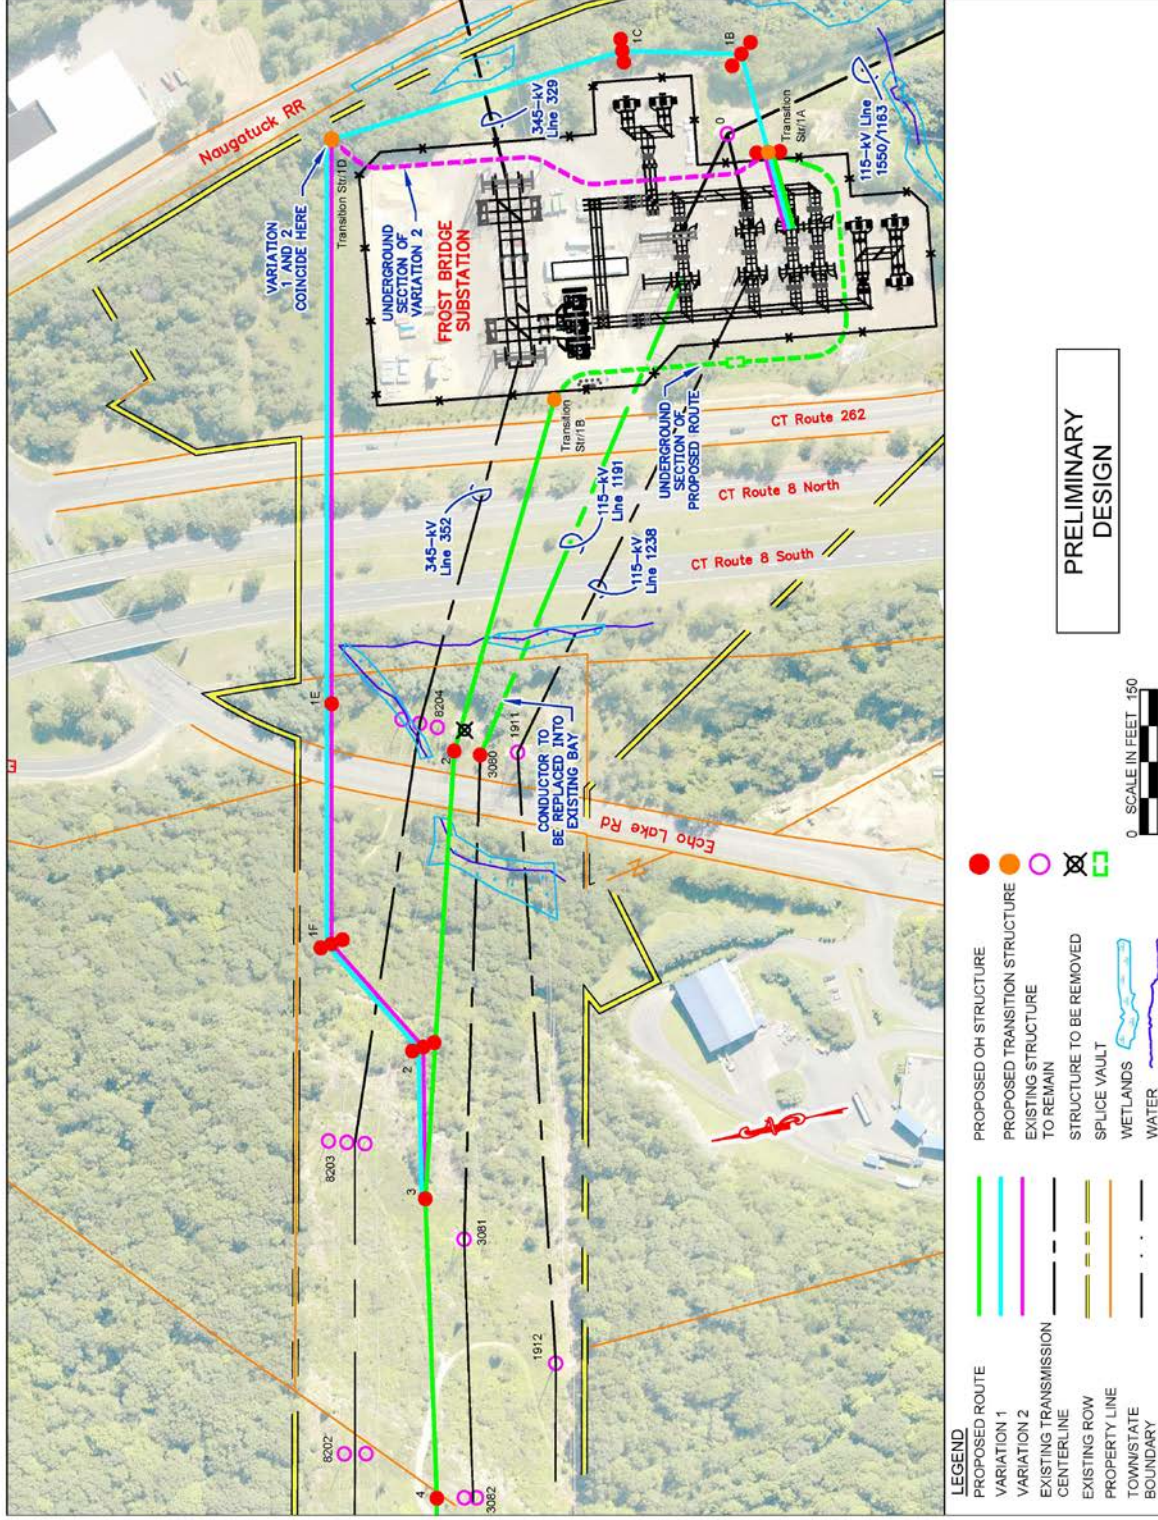 Naugatuck RR
VARIATION
1 AND 2
COINCIDE HERE
Transition Str/1D
UNDERGROUND
SECTION OF
VARIATION 2
FROST BRIDGE
SUBSTATION
345-kV
Line 329
1C
1B
0
Transition
Str/1A
115-kV Line
1550/1163
Transition
Str/1B
UNDERGROUND
SECTION OF
PROPOSED ROUTE
CT Route 262
CT Route 8 North
CT Route 8 South
345-kV
Line 352
115-kV
Line 1191
115-kV
Line 1238
1E
8204
2
3080
1911
CONDUCTOR TO
BE REPLACED INTO
EXISTING BAY
Echo Lake Rd
1F
2
8203
3
3081
1912
8202
4
3082
PRELIMINARY
DESIGN
0 SCALE IN FEET 150
LEGEND
PROPOSED ROUTE
VARIATION 1
VARIATION 2
EXISTING TRANSMISSION
CENTERLINE
EXISTING ROW
PROPERTY LINE
TOWN/STATE
BOUNDARY
PROPOSED OH STRUCTURE
PROPOSED TRANSITION STRUCTURE
EXISTING STRUCTURE
TO REMAIN
STRUCTURE TO BE REMOVED
SPLICE VAULT
WETLANDS
WATER